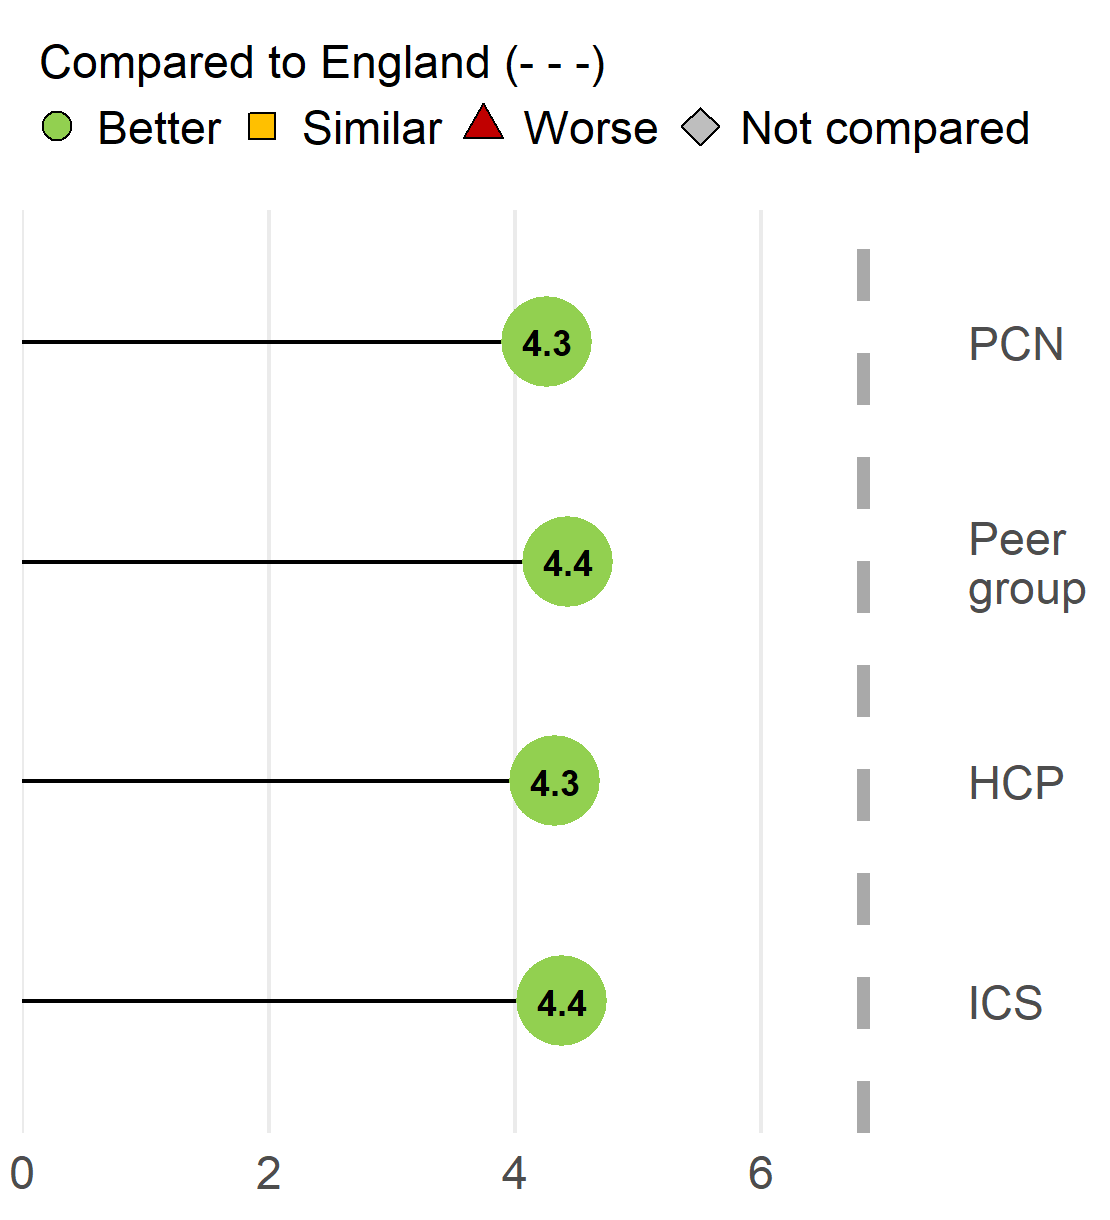 Compared to England (- - -)
Better Similar Worse Not compared
4.3 PCN
4.4 Peer
group
4.3 HCP
4.4 ICS
0 2 4 6